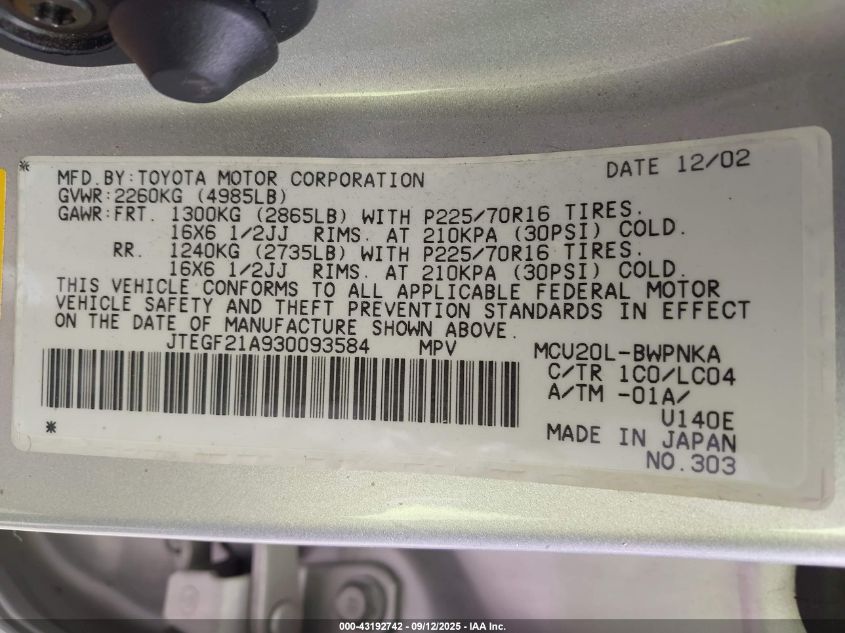 MFD.BY:TOYOTA MOTOR CORPORATION DATE 12/02
GVWR:2260KG (4985LB)
GAWR:FRT. 1300KG (2865LB) WITH P225/70R16 TIRES.
16X6 1/2JJ RIMS. AT 210KPA (30PSI) COLD.
RR. 1240KG (2735LB) WITH P225/70R16 TIRES.
16X6 1/2JJ RIMS. AT 210KPA (30PSI) COLD.
THIS VEHICLE CONFORMS TO ALL APPLICABLE FEDERAL MOTOR
VEHICLE SAFETY AND THEFT PREVENTION STANDARDS IN EFFECT
ON THE DATE OF MANUFACTURE SHOWN ABOVE.
JTEGF21A930093584 MPV MCU20L-BWPNKA
C/TR 1C0/LC04
A/TM -01A/
U140E
MADE IN JAPAN
NO.303
000-43192742 - 09/12/2025 - IAA Inc.